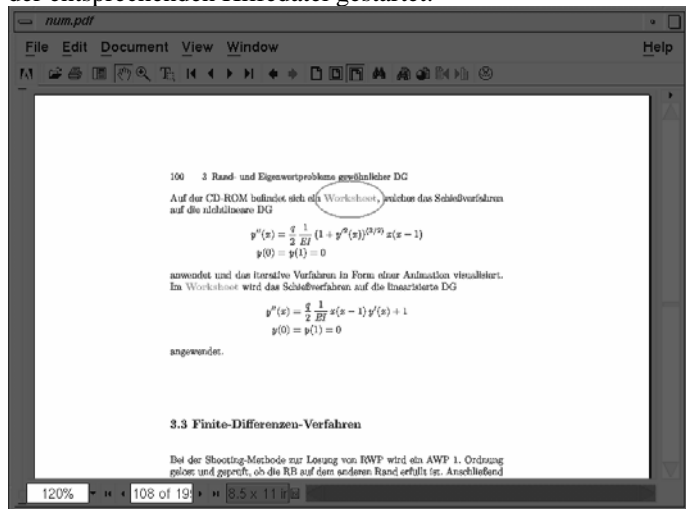 der entsprechenden Hilfedatei gestartet.
num.pdf
File Edit Document View Window Help
100 3 Rand- und Eigenwertprobleme gewöhnlicher DG
Auf der CD-ROM befindet sich ein Worksheet, welches das Schießverfahren
auf die nichtlineare DG
y''(x) = q/2 1/EI (1 + y'²(x))^(3/2) x(x − 1)
y(0) = y(1) = 0
anwendet und das iterative Verfahren in Form einer Animation visualisiert.
Im Worksheet wird das Schießverfahren auf die linearisierte DG
y''(x) = q/2 1/EI x(x − 1) y'(x) + 1
y(0) = y(1) = 0
angewendet.
3.3 Finite-Differenzen-Verfahren
Bei der Shooting-Methode zur Lösung von RWP wird ein AWP 1. Ordnung
gelöst und geprüft, ob die RB auf dem anderen Rand erfüllt ist. Anschließend
120% 108 of 19 8.5 x 11 in